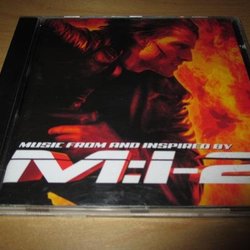 MUSIC FROM AND INSPIRED BY
M:I-2